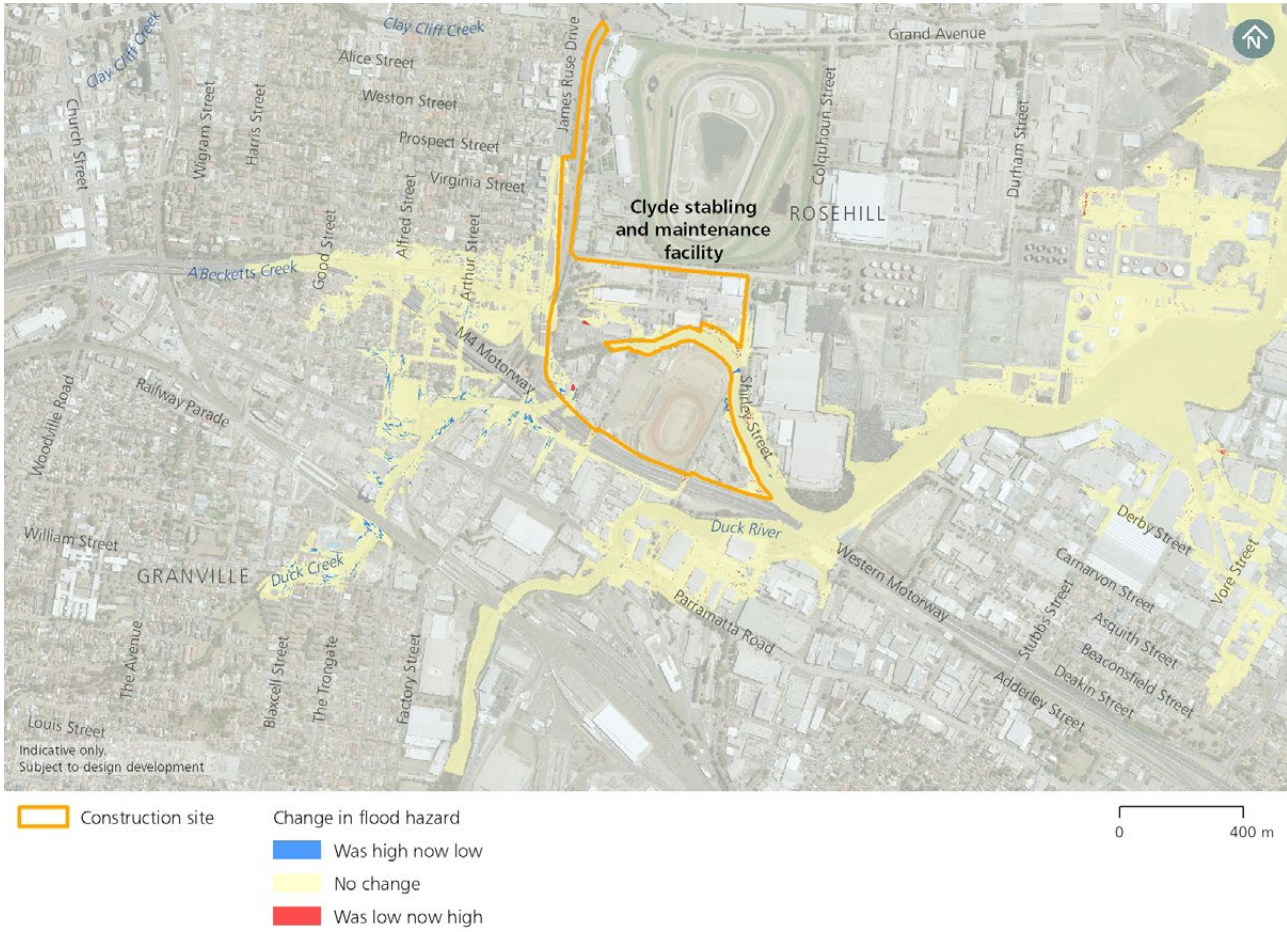 Clay Cliff Creek
Clay Cliff Creek
Grand Avenue
N
Alice Street
James Ruse Drive
Weston Street
Church Street
Wigram Street
Harris Street
Prospect Street
Colquhoun Street
Durham Street
Virginia Street
Alfred Street
Clyde stabling
and maintenance
facility
ROSEHILL
Good Street
Arthur Street
A'Becketts Creek
M4 Motorway
Railway Parade
Woodville Road
Shirley Street
Duck River
William Street
GRANVILLE
Duck Creek
Derby Street
Carnarvon Street
Vore Street
Western Motorway
Parramatta Road
Stubbs Street
Asquith Street
Beaconsfield Street
Deakin Street
Adderley Street
The Avenue
Blaxcell Street
The Trongate
Factory Street
Louis Street
Indicative only.
Subject to design development
Construction site
Change in flood hazard
Was high now low
No change
Was low now high
0 400 m